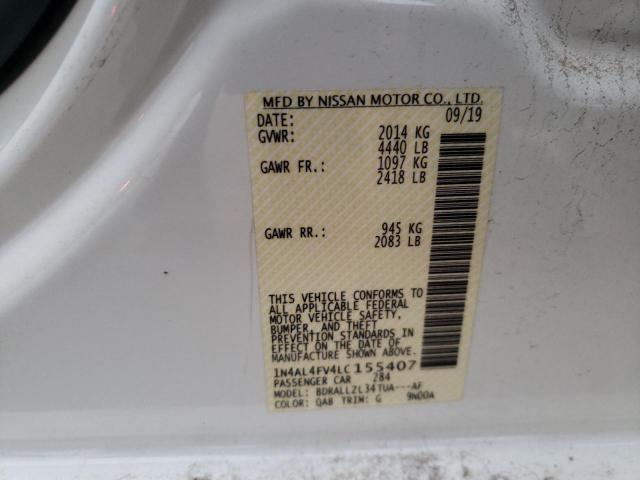 MFD BY NISSAN MOTOR CO., LTD.
DATE: 09/19
GVWR: 2014 KG
4440 LB
GAWR FR.: 1097 KG
2418 LB
GAWR RR.: 945 KG
2083 LB
THIS VEHICLE CONFORMS TO
ALL APPLICABLE FEDERAL
MOTOR VEHICLE SAFETY,
BUMPER, AND THEFT
PREVENTION STANDARDS IN
EFFECT ON THE DATE OF
MANUFACTURE SHOWN ABOVE.
1N4AL4FV4LC155407
PASSENGER CAR 284
MODEL: BDRALLZL34TUA---AF
COLOR: QAB TRIM: G 9N00A